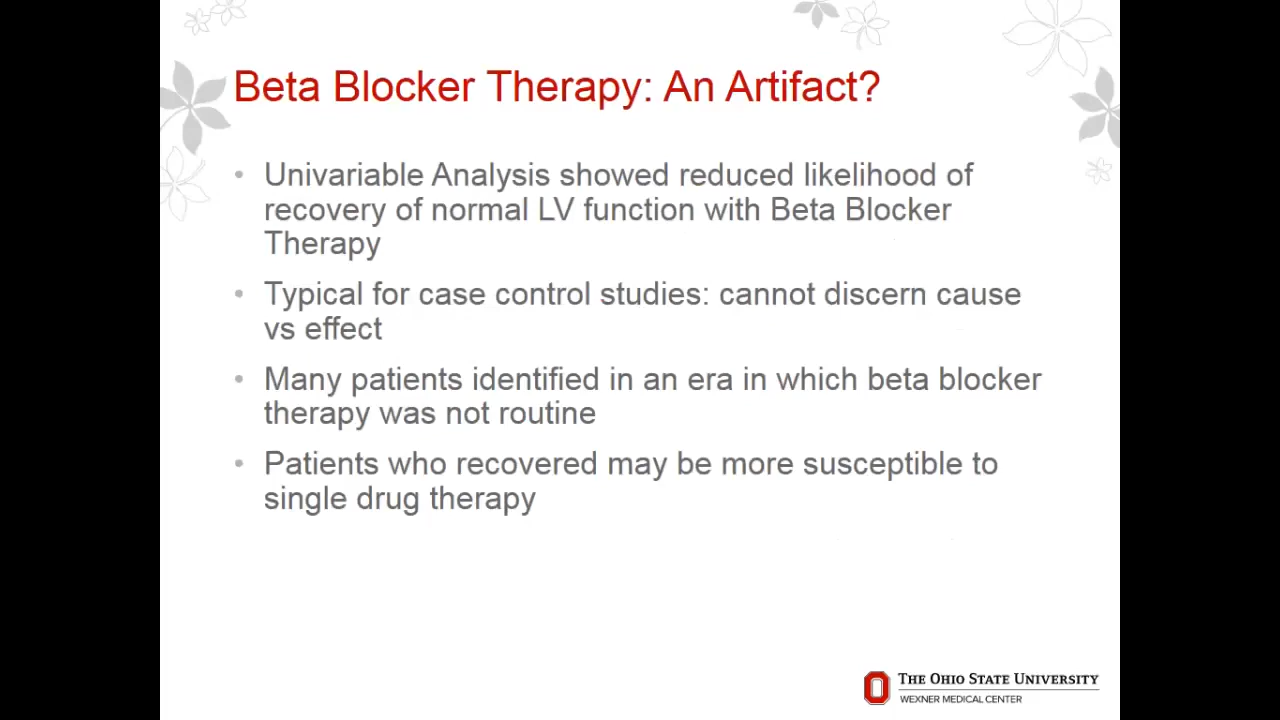 Beta Blocker Therapy: An Artifact?
• Univariable Analysis showed reduced likelihood of
recovery of normal LV function with Beta Blocker
Therapy
• Typical for case control studies: cannot discern cause
vs effect
• Many patients identified in an era in which beta blocker
therapy was not routine
• Patients who recovered may be more susceptible to
single drug therapy
THE OHIO STATE UNIVERSITY
WEXNER MEDICAL CENTER